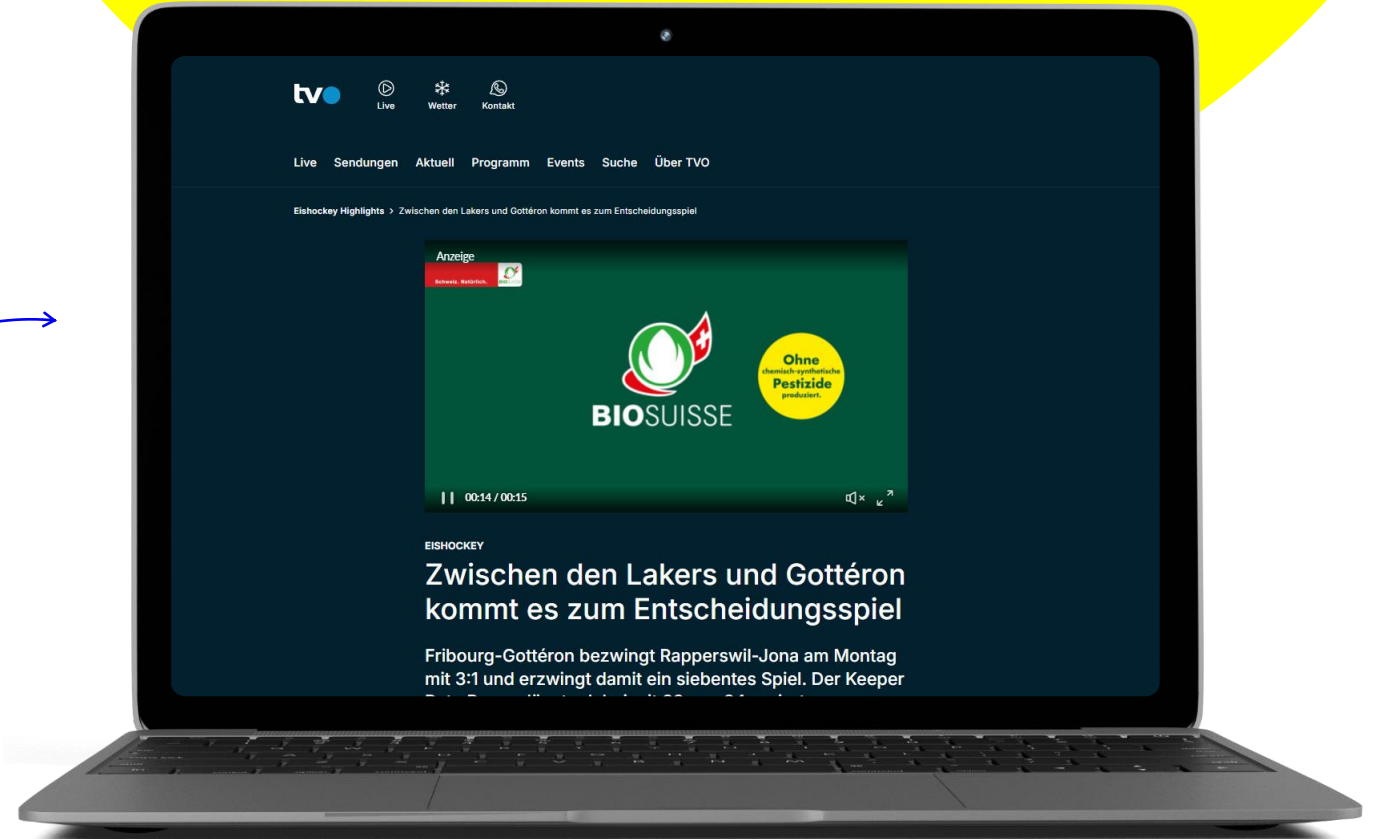 tvo
Live
Wetter
Kontakt
Live Sendungen Aktuell Programm Events Suche Über TVO
Eishockey Highlights > Zwischen den Lakers und Gottéron kommt es zum Entscheidungsspiel
Anzeige
Schweiz. Natürlich.
BIOSUISSE
Ohne
chemisch-synthetische
Pestizide
produziert.
00:14 / 00:15
EISHOCKEY
Zwischen den Lakers und Gottéron
kommt es zum Entscheidungsspiel
Fribourg-Gottéron bezwingt Rapperswil-Jona am Montag
mit 3:1 und erzwingt damit ein siebentes Spiel. Der Keeper